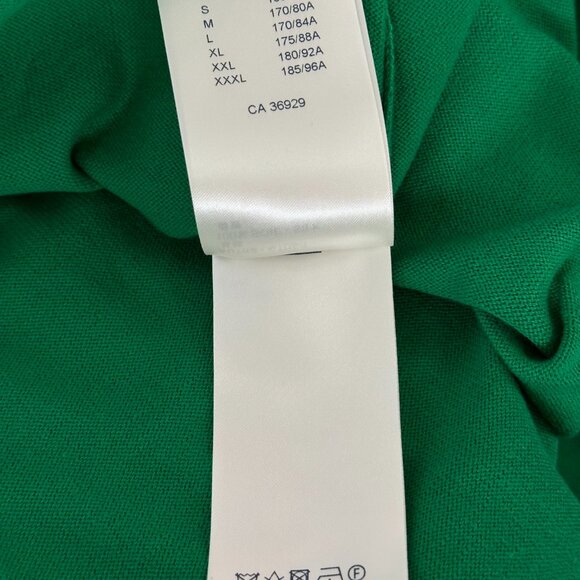 S 170/80A
M 170/84A
L 175/88A
XL 180/92A
XXL 185/96A
XXXL
CA 36929
F